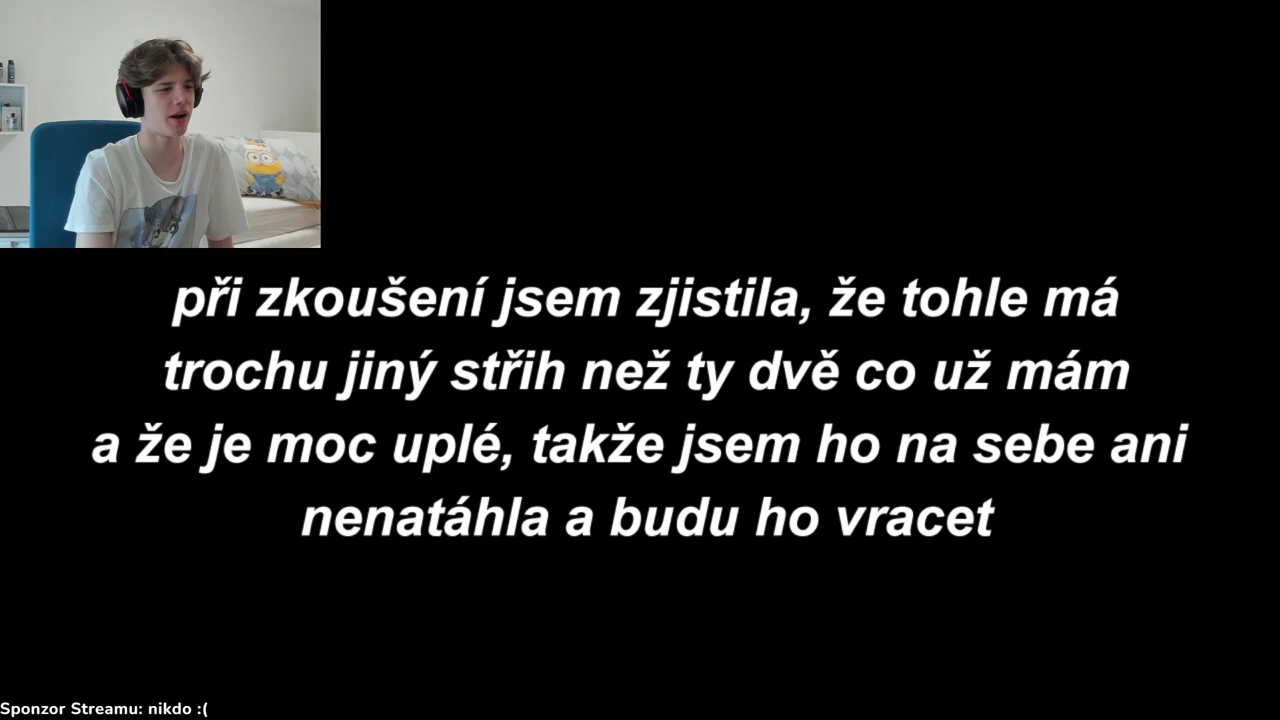 při zkoušení jsem zjistila, že tohle má
trochu jiný střih než ty dvě co už mám
a že je moc uplé, takže jsem ho na sebe ani
nenatáhla a budu ho vracet
Sponzor Streamu: nikdo :(